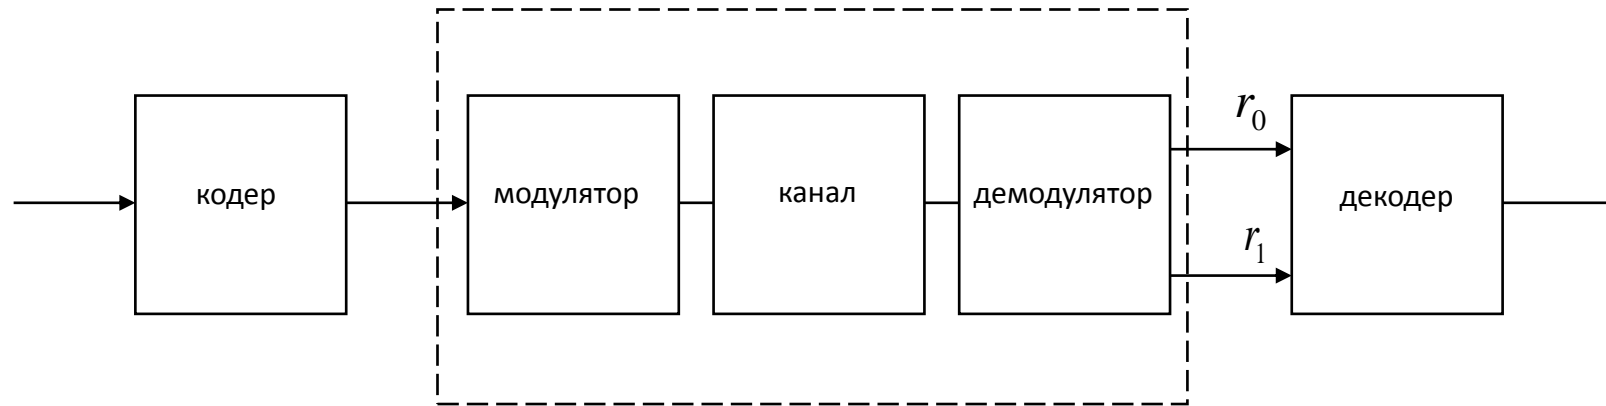 кодер
модулятор
канал
демодулятор
r₀
r₁
декодер